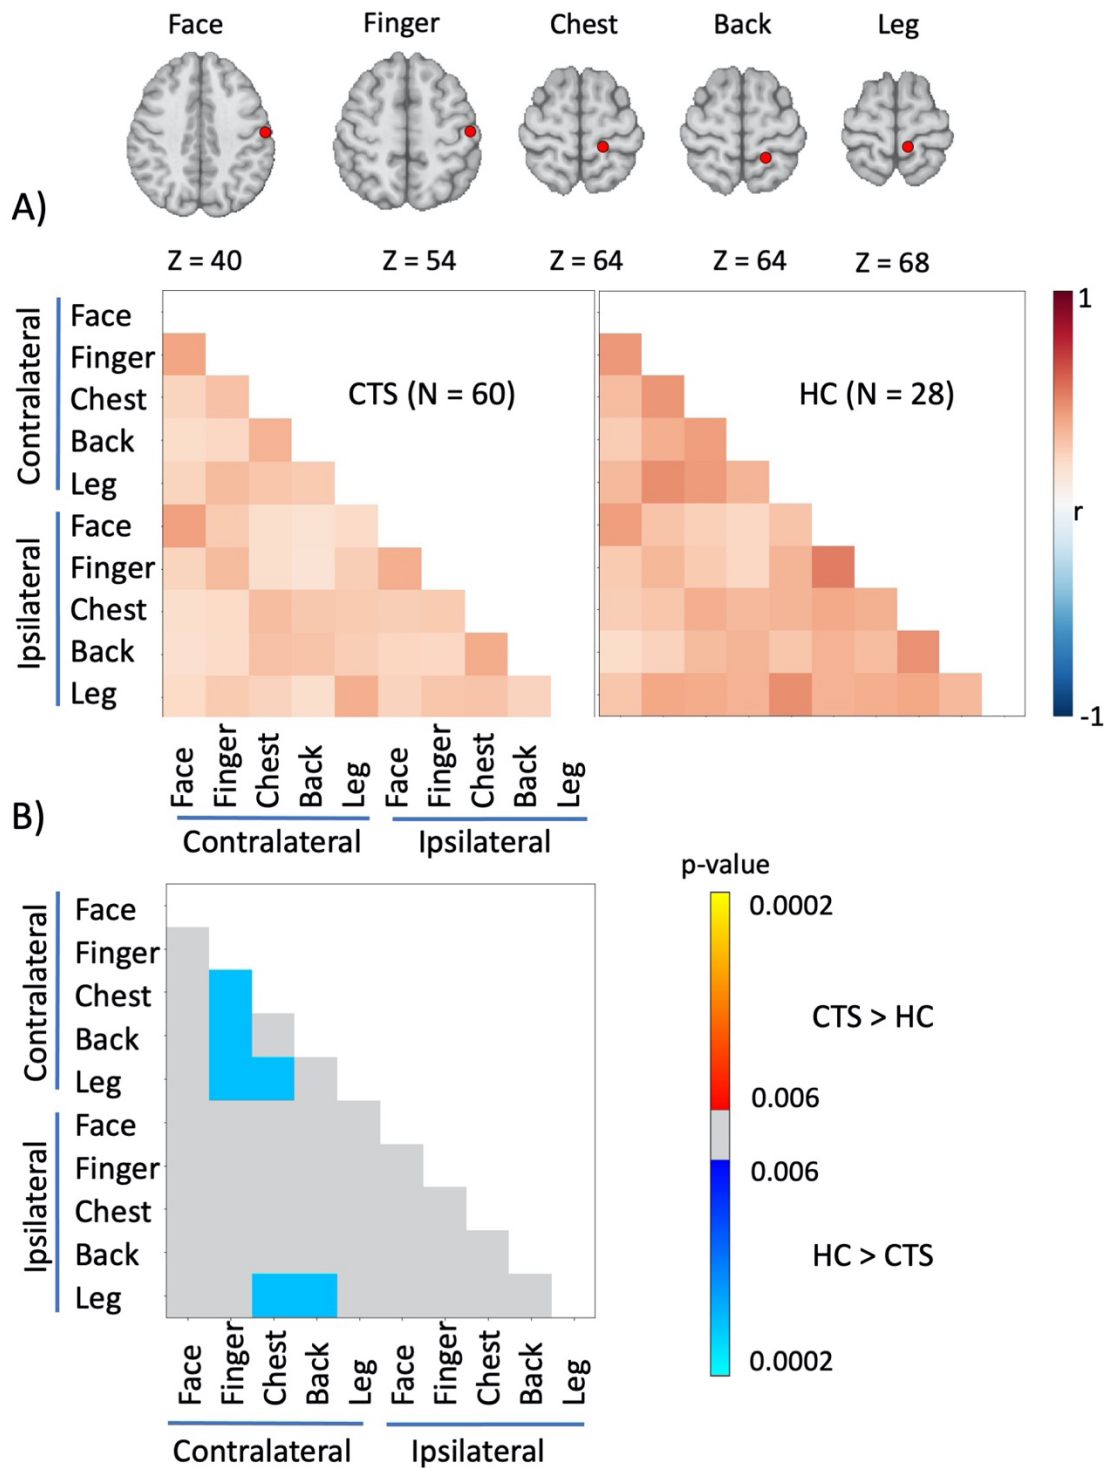 Face Finger Chest Back Leg
A)
Z = 40 Z = 54 Z = 64 Z = 64 Z = 68
Contralateral
Face
Finger
Chest
Back
Leg
Ipsilateral
Face
Finger
Chest
Back
Leg
CTS (N = 60)
HC (N = 28)
1
r
-1
Face Finger Chest Back Leg Face Finger Chest Back Leg
Contralateral Ipsilateral
B)
Contralateral
Face
Finger
Chest
Back
Leg
Ipsilateral
Face
Finger
Chest
Back
Leg
p-value
0.0002
CTS > HC
0.006
0.006
HC > CTS
0.0002
Face Finger Chest Back Leg Face Finger Chest Back Leg
Contralateral Ipsilateral